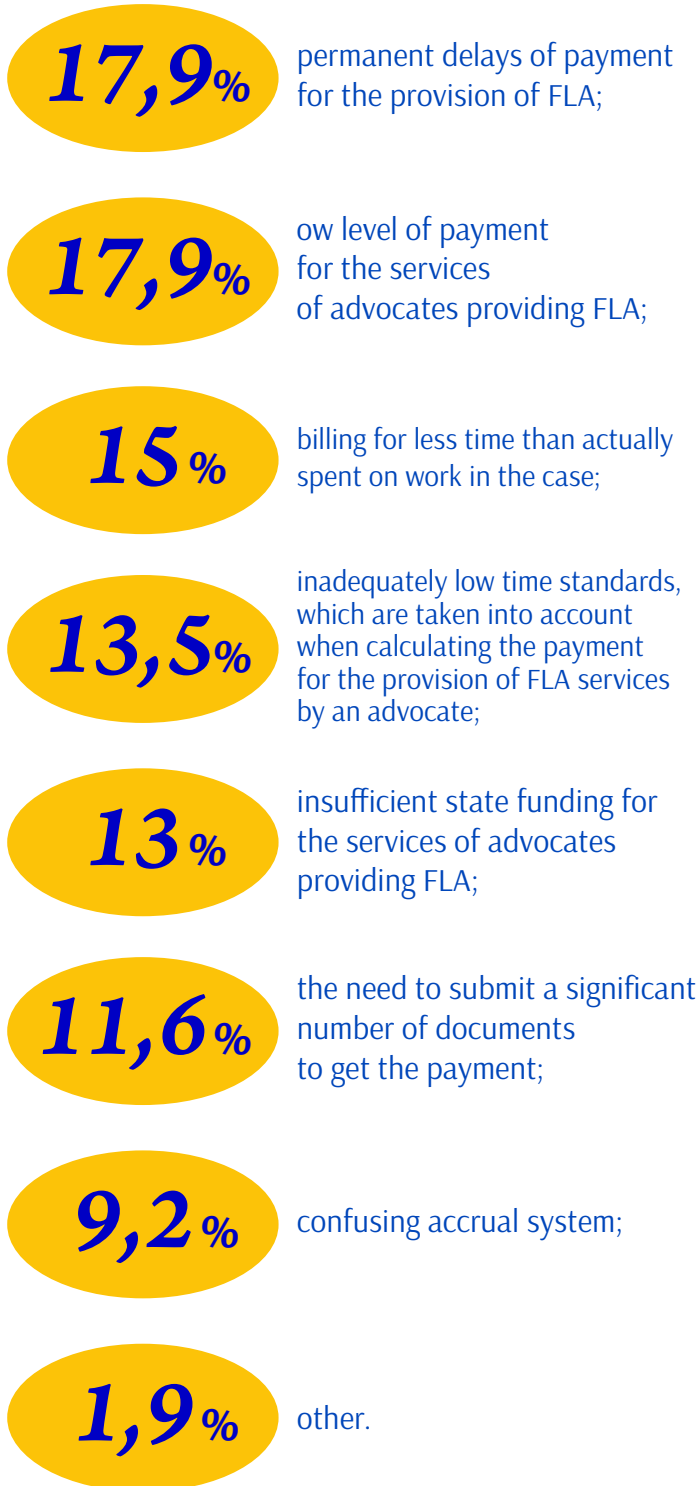 17,9%
permanent delays of payment
for the provision of FLA;
17,9%
ow level of payment
for the services
of advocates providing FLA;
15 %
billing for less time than actually
spent on work in the case;
13,5%
inadequately low time standards,
which are taken into account
when calculating the payment
for the provision of FLA services
by an advocate;
13 %
insufficient state funding for
the services of advocates
providing FLA;
11,6 %
the need to submit a significant
number of documents
to get the payment;
9,2 %
confusing accrual system;
1,9 %
other.